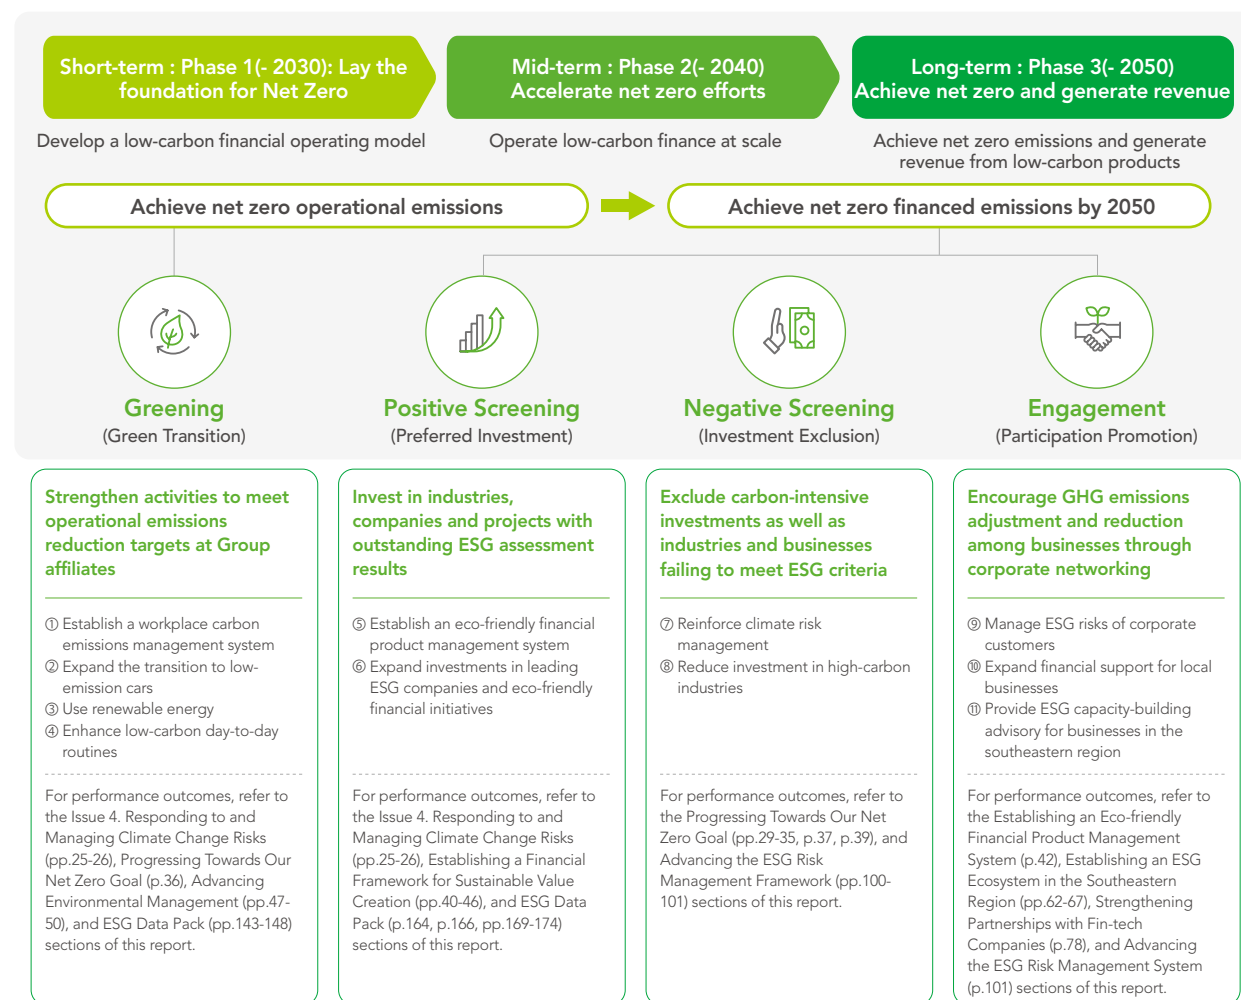 Short-term : Phase 1(- 2030): Lay the
foundation for Net Zero
Mid-term : Phase 2(- 2040)
Accelerate net zero efforts
Long-term : Phase 3(- 2050)
Achieve net zero and generate revenue
Develop a low-carbon financial operating model
Operate low-carbon finance at scale
Achieve net zero emissions and generate
revenue from low-carbon products
Achieve net zero operational emissions
Achieve net zero financed emissions by 2050
Greening
(Green Transition)
Positive Screening
(Preferred Investment)
Negative Screening
(Investment Exclusion)
Engagement
(Participation Promotion)
Strengthen activities to meet
operational emissions
reduction targets at Group
affiliates
① Establish a workplace carbon
emissions management system
② Expand the transition to low-
emission cars
③ Use renewable energy
④ Enhance low-carbon day-to-day
routines
For performance outcomes, refer to
the Issue 4. Responding to and
Managing Climate Change Risks
(pp.25-26), Progressing Towards Our
Net Zero Goal (p.36), Advancing
Environmental Management (pp.47-
50), and ESG Data Pack (pp.143-148)
sections of this report.
Invest in industries,
companies and projects with
outstanding ESG assessment
results
⑤ Establish an eco-friendly financial
product management system
⑥ Expand investments in leading
ESG companies and eco-friendly
financial initiatives
For performance outcomes, refer to
the Issue 4. Responding to and
Managing Climate Change Risks
(pp.25-26), Establishing a Financial
Framework for Sustainable Value
Creation (pp.40-46), and ESG Data
Pack (p.164, p.166, pp.169-174)
sections of this report.
Exclude carbon-intensive
investments as well as
industries and businesses
failing to meet ESG criteria
⑦ Reinforce climate risk
management
⑧ Reduce investment in high-carbon
industries
For performance outcomes, refer to
the Progressing Towards Our Net
Zero Goal (pp.29-35, p.37, p.39), and
Advancing the ESG Risk
Management Framework (pp.100-
101) sections of this report.
Encourage GHG emissions
adjustment and reduction
among businesses through
corporate networking
⑨ Manage ESG risks of corporate
customers
⑩ Expand financial support for local
businesses
⑪ Provide ESG capacity-building
advisory for businesses in the
southeastern region
For performance outcomes, refer to
the Establishing an Eco-friendly
Financial Product Management
System (p.42), Establishing an ESG
Ecosystem in the Southeastern
Region (pp.62-67), Strengthening
Partnerships with Fin-tech
Companies (p.78), and Advancing
the ESG Risk Management System
(p.101) sections of this report.